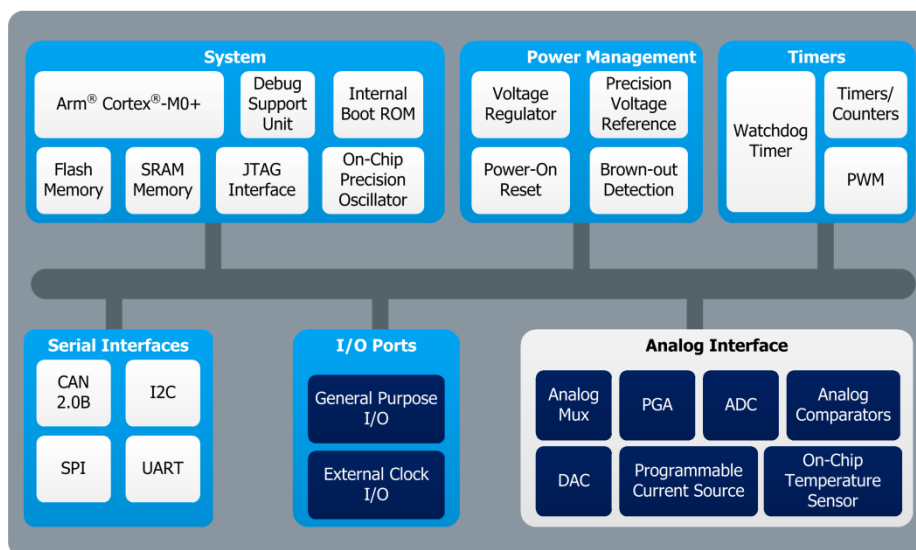 System
Arm® Cortex®-M0+
Debug
Support
Unit
Internal
Boot ROM
Flash
Memory
SRAM
Memory
JTAG
Interface
On-Chip
Precision
Oscillator
Power Management
Voltage
Regulator
Precision
Voltage
Reference
Power-On
Reset
Brown-out
Detection
Timers
Watchdog
Timer
Timers/
Counters
PWM
Serial Interfaces
CAN
2.0B
I2C
SPI
UART
I/O Ports
General Purpose
I/O
External Clock
I/O
Analog Interface
Analog
Mux
PGA
ADC
Analog
Comparators
DAC
Programmable
Current Source
On-Chip
Temperature
Sensor